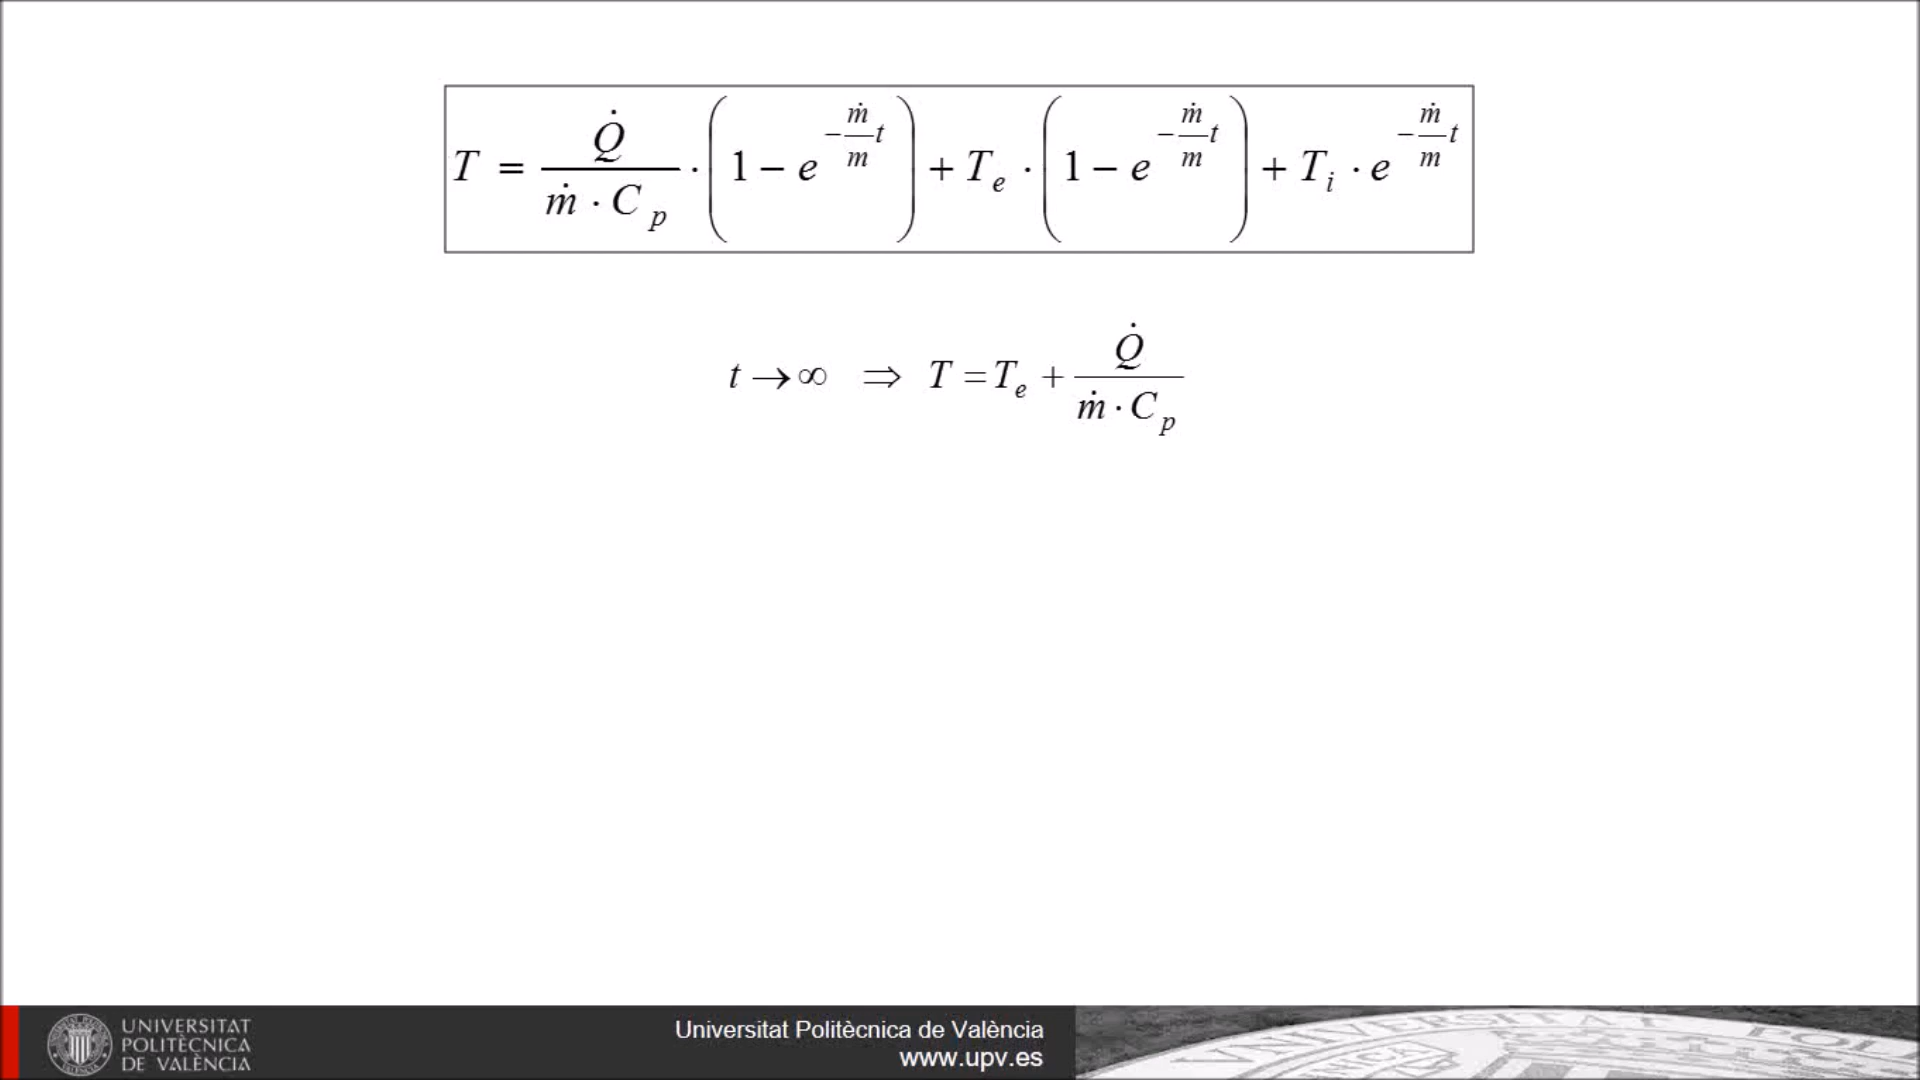 T = Q̇ / (ṁ · C_p) · (1 − e^(−(ṁ/m)t)) + T_e · (1 − e^(−(ṁ/m)t)) + T_i · e^(−(ṁ/m)t)
t → ∞ ⇒ T = T_e + Q̇ / (ṁ · C_p)
UNIVERSITAT
POLITÈCNICA
DE VALÈNCIA
Universitat Politècnica de València
www.upv.es